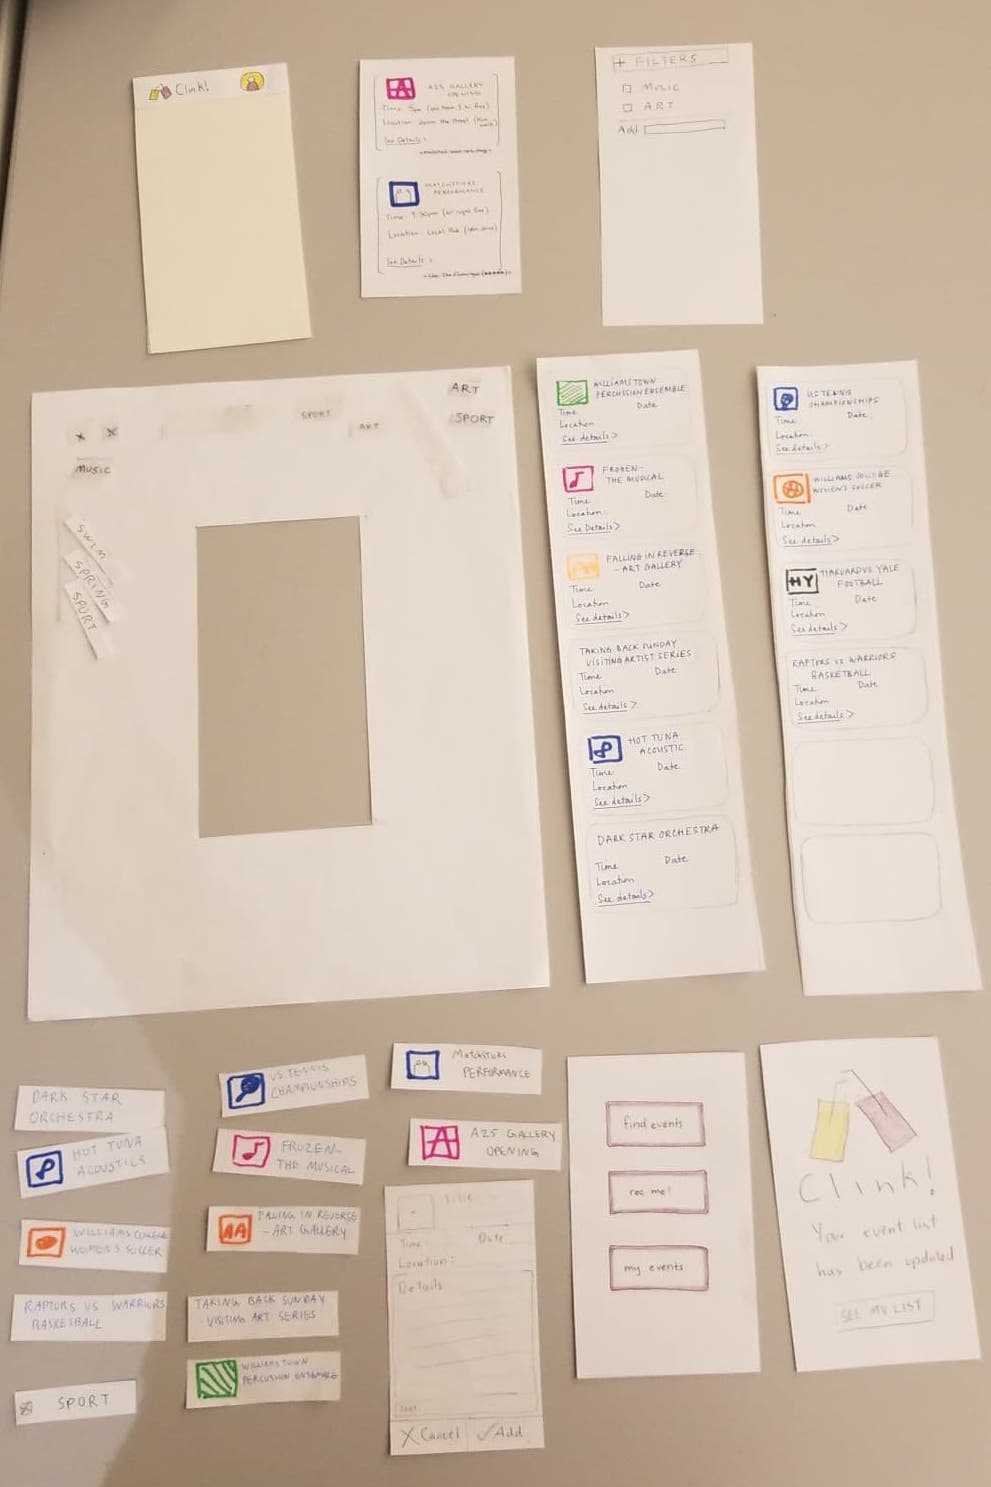 Clink!
A25 GALLERY
OPENING
See Details >
MATCHSTICKS
PERFORMANCE
See Details >
+ FILTERS
MUSIC
ART
Add
ART
SPORT
SPORT
ART
X X
MUSIC
SWIM
SPRING
SPORT
WILLIAMSTOWN
PERCUSSION ENSEMBLE
Time Date
Location
See details >
FROZEN-
THE MUSICAL
Time Date
Location
See Details >
FALLING IN REVERSE
- ART GALLERY
Time Date
Location
See details >
TAKING BACK SUNDAY
VISITING ARTIST SERIES
Time Date
Location
See details >
HOT TUNA
ACOUSTIC
Time Date
Location
See details >
DARK STAR ORCHESTRA
Time Date
Location
See details >
US TENNIS
CHAMPIONSHIPS
Time Date
Location
See details >
WILLIAMS COLLEGE
WOMEN'S SOCCER
Time Date
Location
See details >
HY
HARVARD VS YALE
FOOTBALL
Time Date
Location
See details >
RAPTORS VS WARRIORS
BASKETBALL
Time Date
Location
See details >
DARK STAR
ORCHESTRA
HOT TUNA
ACOUSTICS
WILLIAMS COLLEGE
WOMEN'S SOCCER
RAPTORS VS WARRIORS
BASKETBALL
SPORT
US TENNIS
CHAMPIONSHIPS
FROZEN-
THE MUSICAL
AA
FALLING IN REVERSE
- ART GALLERY
TAKING BACK SUNDAY
- VISITING ART SERIES
WILLIAMSTOWN
PERCUSSION ENSEMBLE
Matchsticks
PERFORMANCE
A
A25 GALLERY
OPENING
Title
Time Date
Location:
Details
X Cancel ✓Add
find events
rec me!
my events
Clink!
Your event list
has been updated
SEE MY LIST